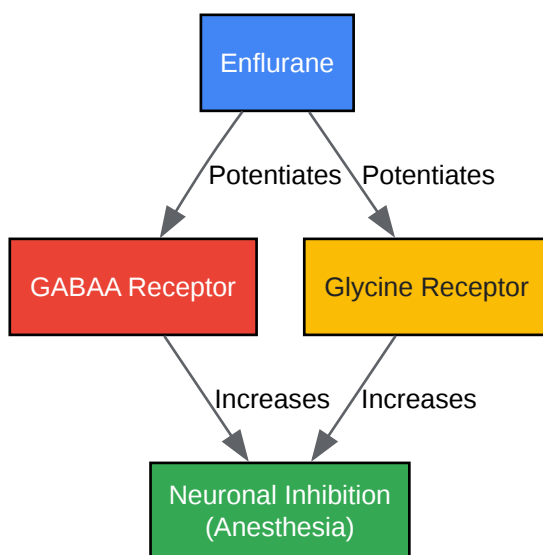 Enflurane
Potentiates
Potentiates
GABAA Receptor
Glycine Receptor
Increases
Increases
Neuronal Inhibition
(Anesthesia)